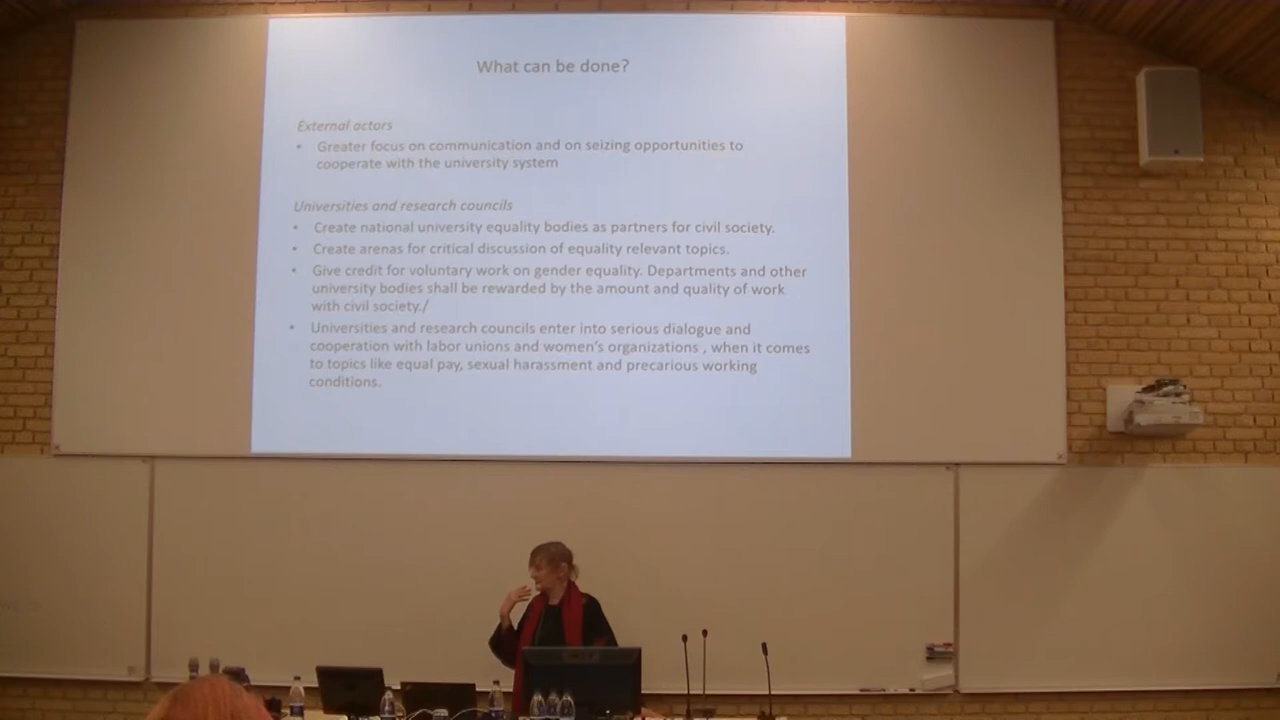 What can be done?
External actors
• Greater focus on communication and on seizing opportunities to
cooperate with the university system
Universities and research councils
• Create national university equality bodies as partners for civil society.
• Create arenas for critical discussion of equality relevant topics.
• Give credit for voluntary work on gender equality. Departments and other
university bodies shall be rewarded by the amount and quality of work
with civil society./
• Universities and research councils enter into serious dialogue and
cooperation with labor unions and women's organizations , when it comes
to topics like equal pay, sexual harassment and precarious working
conditions.